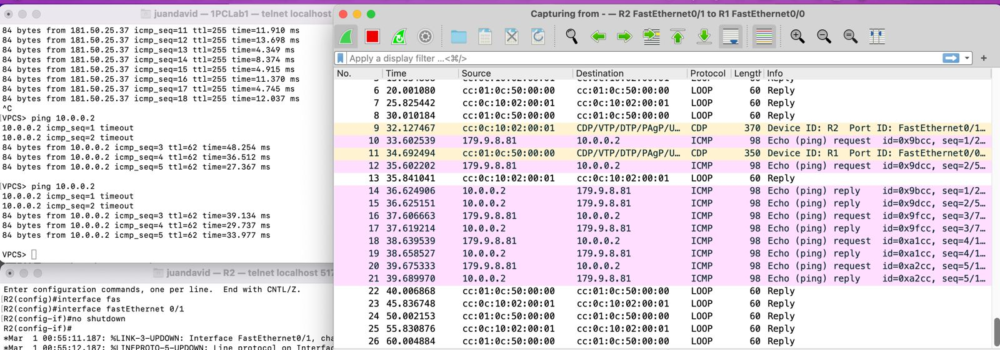 juandavid — 1PCLab1 — telnet localhost
84 bytes from 181.50.25.37 icmp_seq=11 ttl=255 time=11.910 ms
84 bytes from 181.50.25.37 icmp_seq=12 ttl=255 time=13.698 ms
84 bytes from 181.50.25.37 icmp_seq=13 ttl=255 time=4.349 ms
84 bytes from 181.50.25.37 icmp_seq=14 ttl=255 time=8.374 ms
84 bytes from 181.50.25.37 icmp_seq=15 ttl=255 time=4.915 ms
84 bytes from 181.50.25.37 icmp_seq=16 ttl=255 time=11.370 ms
84 bytes from 181.50.25.37 icmp_seq=17 ttl=255 time=4.745 ms
84 bytes from 181.50.25.37 icmp_seq=18 ttl=255 time=12.037 ms
^C
VPCS> ping 10.0.0.2
10.0.0.2 icmp_seq=1 timeout
10.0.0.2 icmp_seq=2 timeout
84 bytes from 10.0.0.2 icmp_seq=3 ttl=62 time=48.254 ms
84 bytes from 10.0.0.2 icmp_seq=4 ttl=62 time=36.512 ms
84 bytes from 10.0.0.2 icmp_seq=5 ttl=62 time=27.367 ms
VPCS> ping 10.0.0.2
10.0.0.2 icmp_seq=1 timeout
10.0.0.2 icmp_seq=2 timeout
84 bytes from 10.0.0.2 icmp_seq=3 ttl=62 time=39.134 ms
84 bytes from 10.0.0.2 icmp_seq=4 ttl=62 time=29.737 ms
84 bytes from 10.0.0.2 icmp_seq=5 ttl=62 time=33.977 ms
VPCS>
juandavid — R2 — telnet localhost 517
Enter configuration commands, one per line.  End with CNTL/Z.
R2(config)#interface fas
R2(config)#interface fastEthernet 0/1
R2(config-if)#no shutdown
R2(config-if)#
*Mar  1 00:55:11.187: %LINK-3-UPDOWN: Interface FastEthernet0/1, cha
*Mar  1 00:55:12.187: %LINEPROTO-5-UPDOWN: Line protocol on Interfac
Capturing from - — R2 FastEthernet0/1 to R1 FastEthernet0/0
Apply a display filter ...<⌘/>
No. Time Source Destination Protocol Length Info
6 20.001080 cc:01:0c:50:00:00 cc:01:0c:50:00:00 LOOP 60 Reply
7 25.825442 cc:0c:10:02:00:01 cc:0c:10:02:00:01 LOOP 60 Reply
8 30.010184 cc:01:0c:50:00:00 cc:01:0c:50:00:00 LOOP 60 Reply
9 32.127467 cc:0c:10:02:00:01 CDP/VTP/DTP/PAgP/U… CDP 370 Device ID: R2  Port ID: FastEthernet0/1…
10 33.602539 179.9.8.81 10.0.0.2 ICMP 98 Echo (ping) request  id=0x9bcc, seq=1/2…
11 34.692494 cc:01:0c:50:00:00 CDP/VTP/DTP/PAgP/U… CDP 350 Device ID: R1  Port ID: FastEthernet0/0…
12 35.602202 179.9.8.81 10.0.0.2 ICMP 98 Echo (ping) request  id=0x9dcc, seq=2/5…
13 35.841041 cc:0c:10:02:00:01 cc:0c:10:02:00:01 LOOP 60 Reply
14 36.624906 10.0.0.2 179.9.8.81 ICMP 98 Echo (ping) reply    id=0x9bcc, seq=1/2…
15 36.625151 10.0.0.2 179.9.8.81 ICMP 98 Echo (ping) reply    id=0x9dcc, seq=2/5…
16 37.606663 179.9.8.81 10.0.0.2 ICMP 98 Echo (ping) request  id=0x9fcc, seq=3/7…
17 37.619214 10.0.0.2 179.9.8.81 ICMP 98 Echo (ping) reply    id=0x9fcc, seq=3/7…
18 38.639539 179.9.8.81 10.0.0.2 ICMP 98 Echo (ping) request  id=0xa1cc, seq=4/1…
19 38.658527 10.0.0.2 179.9.8.81 ICMP 98 Echo (ping) reply    id=0xa1cc, seq=4/1…
20 39.675333 179.9.8.81 10.0.0.2 ICMP 98 Echo (ping) request  id=0xa2cc, seq=5/1…
21 39.689970 10.0.0.2 179.9.8.81 ICMP 98 Echo (ping) reply    id=0xa2cc, seq=5/1…
22 40.006868 cc:01:0c:50:00:00 cc:01:0c:50:00:00 LOOP 60 Reply
23 45.836748 cc:0c:10:02:00:01 cc:0c:10:02:00:01 LOOP 60 Reply
24 50.002153 cc:01:0c:50:00:00 cc:01:0c:50:00:00 LOOP 60 Reply
25 55.830876 cc:0c:10:02:00:01 cc:0c:10:02:00:01 LOOP 60 Reply
26 60.004884 cc:01:0c:50:00:00 cc:01:0c:50:00:00 LOOP 60 Reply